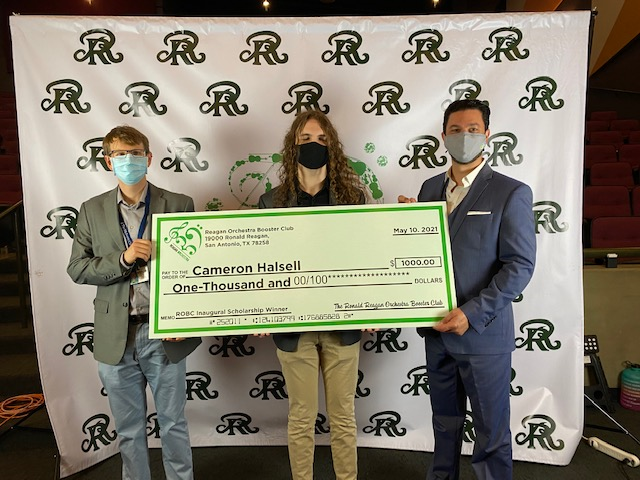 Reagan Orchestra Booster Club
19000 Ronald Reagan,
San Antonio, TX 78258
May 10. 2021
PAY TO THE
ORDER OF Cameron Halsell $ 1000.00
One-Thousand and 00/100******************* DOLLARS
The Ronald Reagan Orchestra Booster Club
MEMO: ROBC Inaugural Scholarship Winner